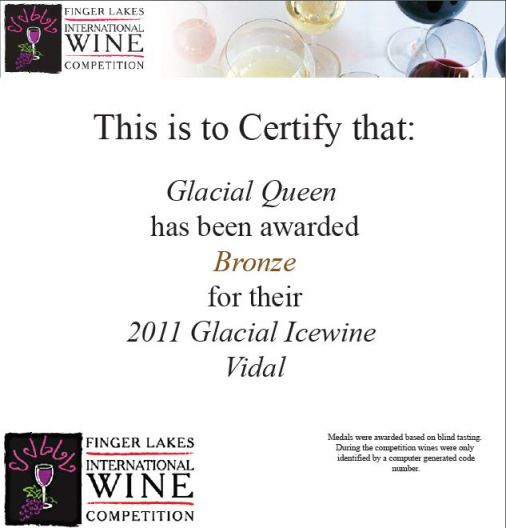 FINGER LAKES
INTERNATIONAL
WINE
COMPETITION
This is to Certify that:
Glacial Queen
has been awarded
Bronze
for their
2011 Glacial Icewine
Vidal
FINGER LAKES
INTERNATIONAL
WINE
COMPETITION
Medals were awarded based on blind tasting.
During the competition wines were only
identified by a computer generated code
number.